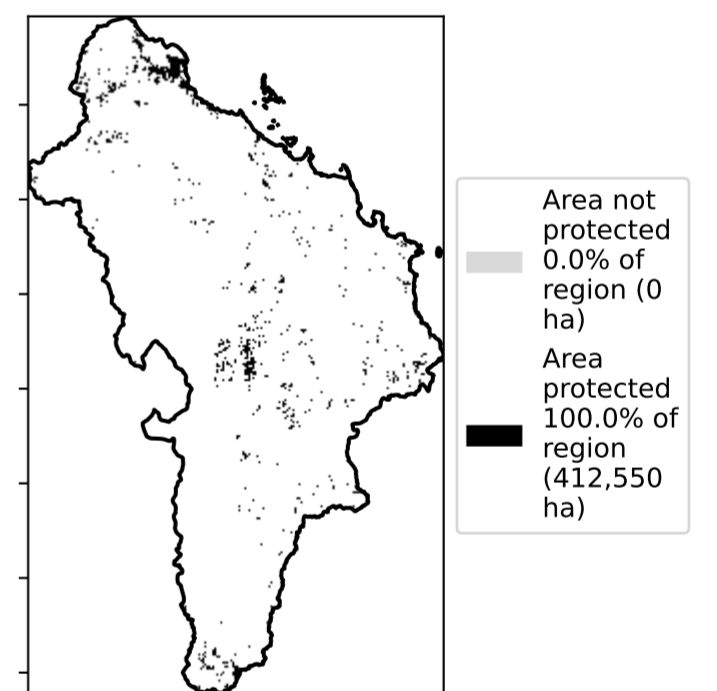 Area not
protected
0.0% of
region (0
ha)
Area
protected
100.0% of
region
(412,550
ha)